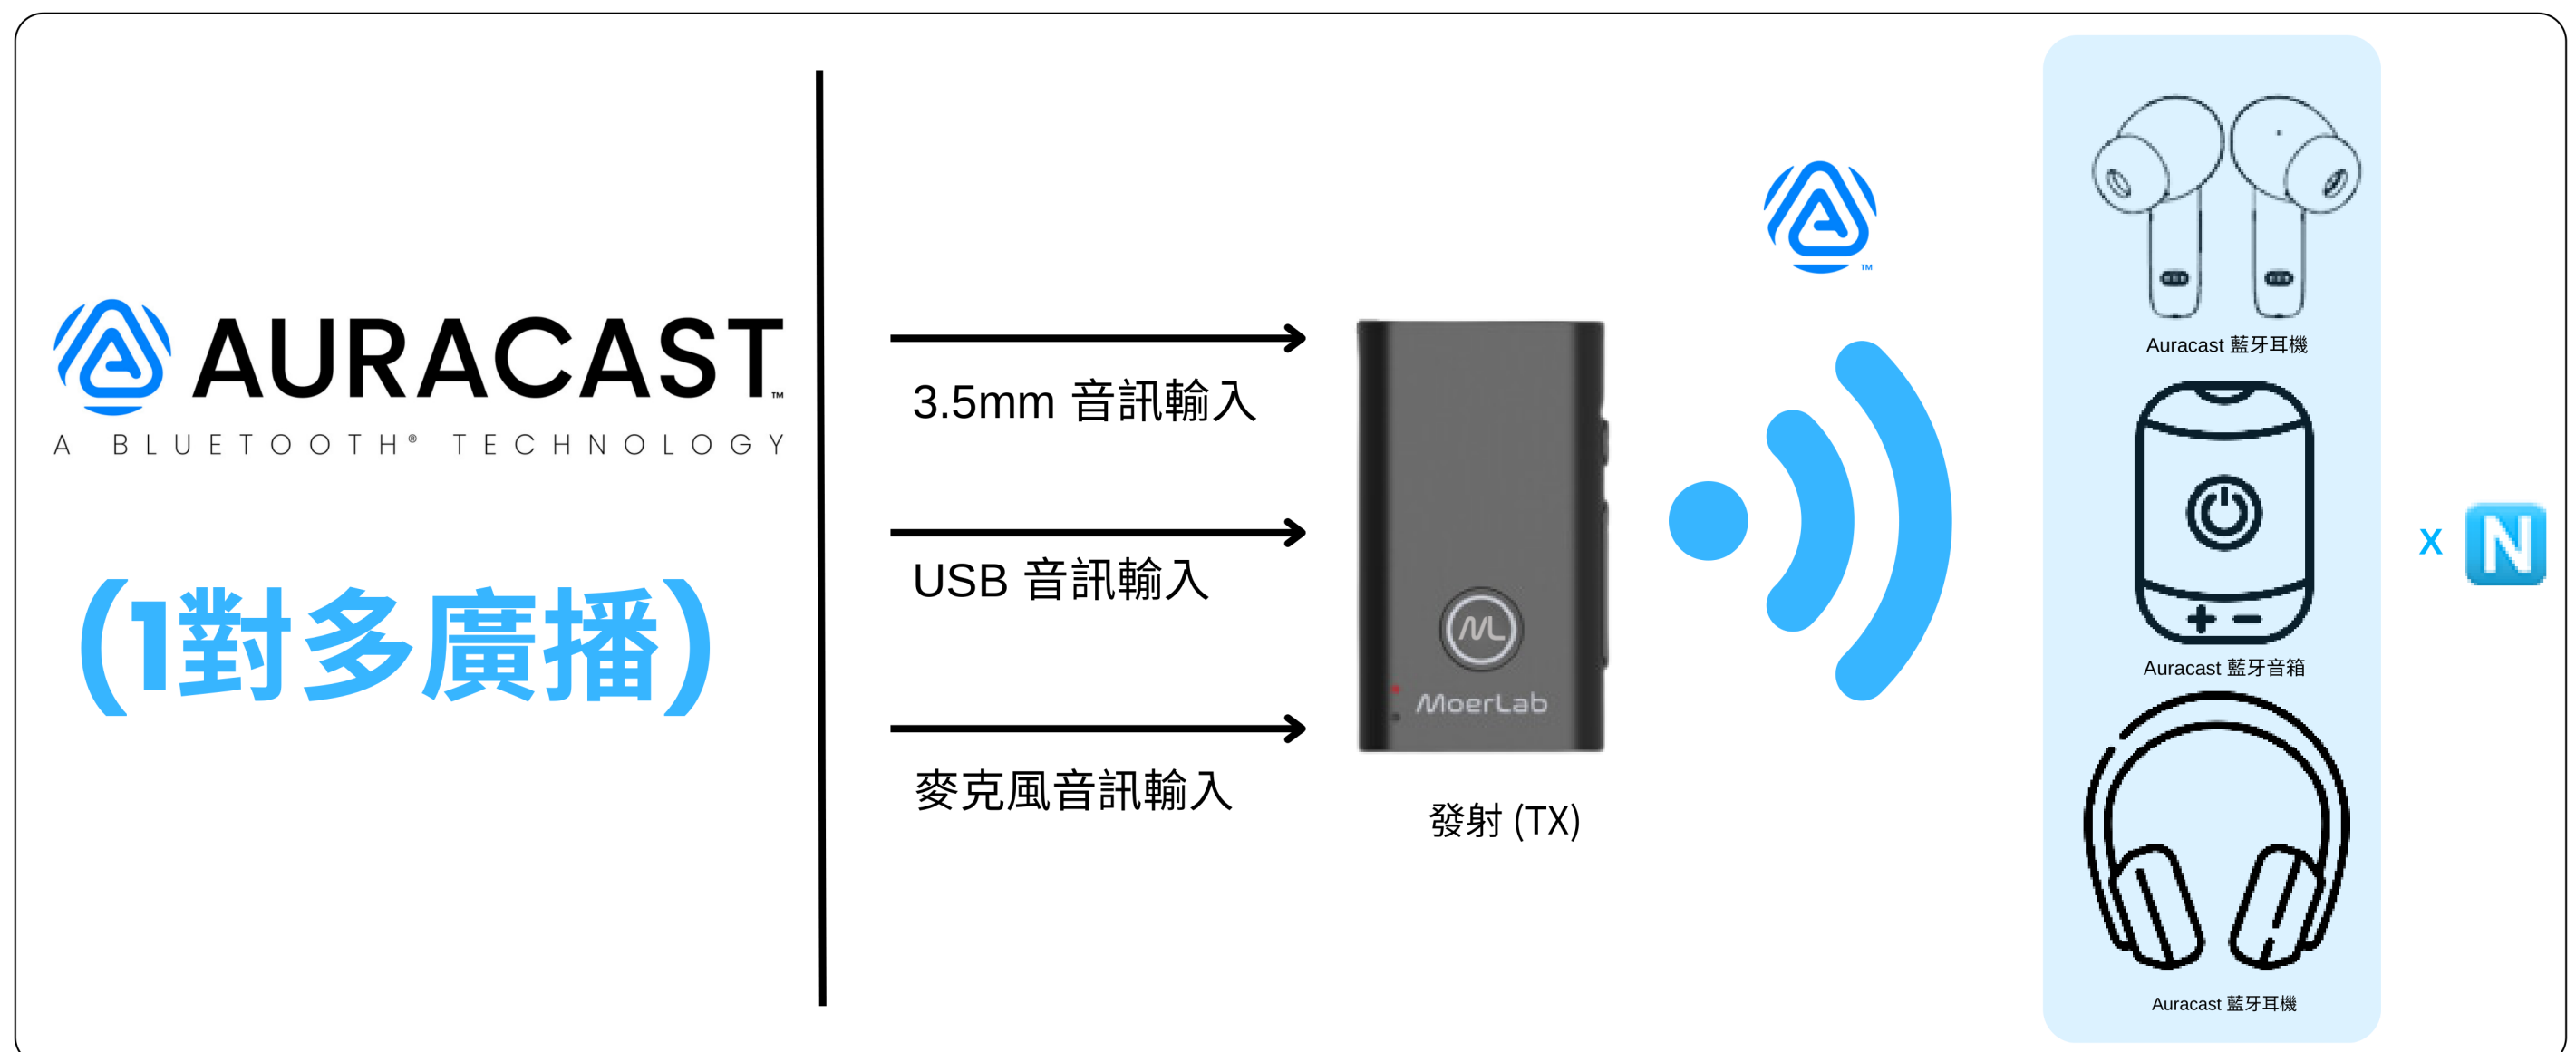 AURACAST™
A BLUETOOTH® TECHNOLOGY
(1對多廣播)
3.5mm 音訊輸入
USB 音訊輸入
麥克風音訊輸入
ML
MoerLab
發射 (TX)
TM
Auracast 藍牙耳機
Auracast 藍牙音箱
Auracast 藍牙耳機
X N